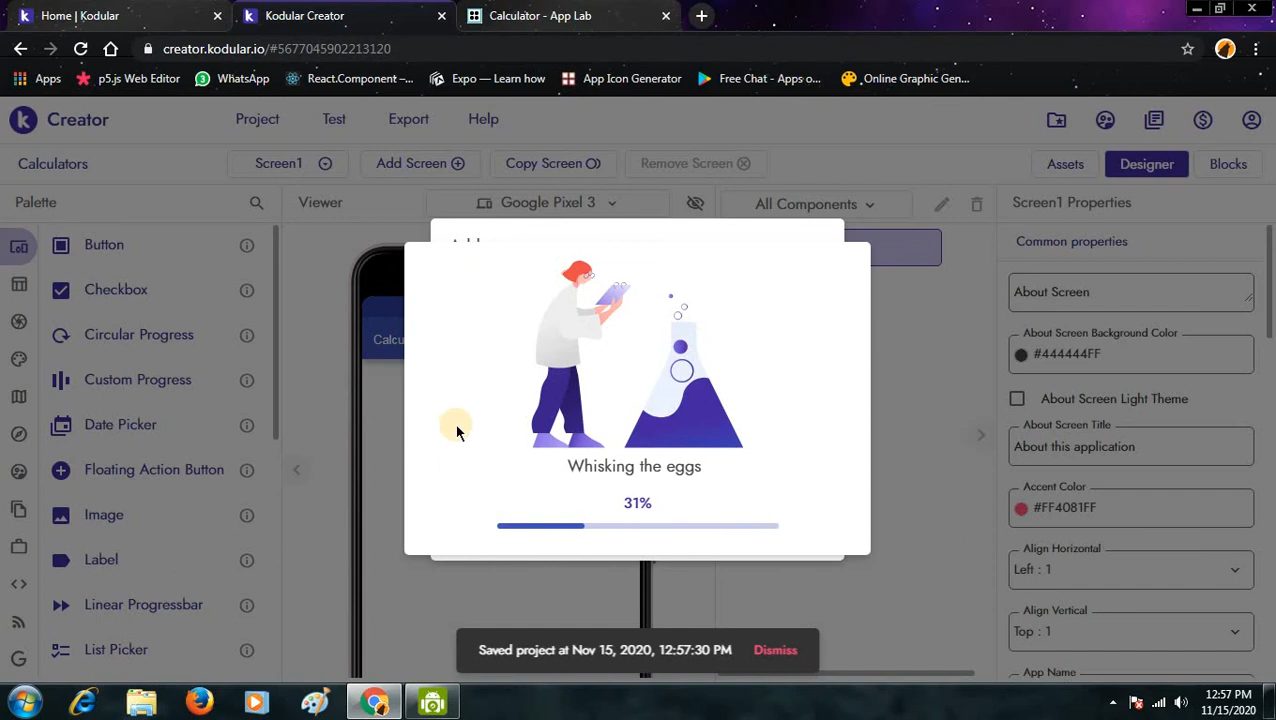 Home | Kodular
Kodular Creator
Calculator - App Lab
creator.kodular.io/#5677045902213120
Apps
p5.js Web Editor
WhatsApp
React.Component –...
Expo — Learn how
App Icon Generator
Free Chat - Apps o...
Online Graphic Gen...
Creator
Project
Test
Export
Help
Calculators
Screen1
Add Screen
Copy Screen
Remove Screen
Assets
Designer
Blocks
Palette
Viewer
Google Pixel 3
All Components
Screen1 Properties
Button
Checkbox
Circular Progress
Custom Progress
Date Picker
Floating Action Button
Image
Label
Linear Progressbar
List Picker
Whisking the eggs
31%
Saved project at Nov 15, 2020, 12:57:30 PM
Dismiss
Common properties
About Screen
About Screen Background Color
#444444FF
About Screen Light Theme
About Screen Title
About this application
Accent Color
#FF4081FF
Align Horizontal
Left : 1
Align Vertical
Top : 1
App Name
12:57 PM
11/15/2020